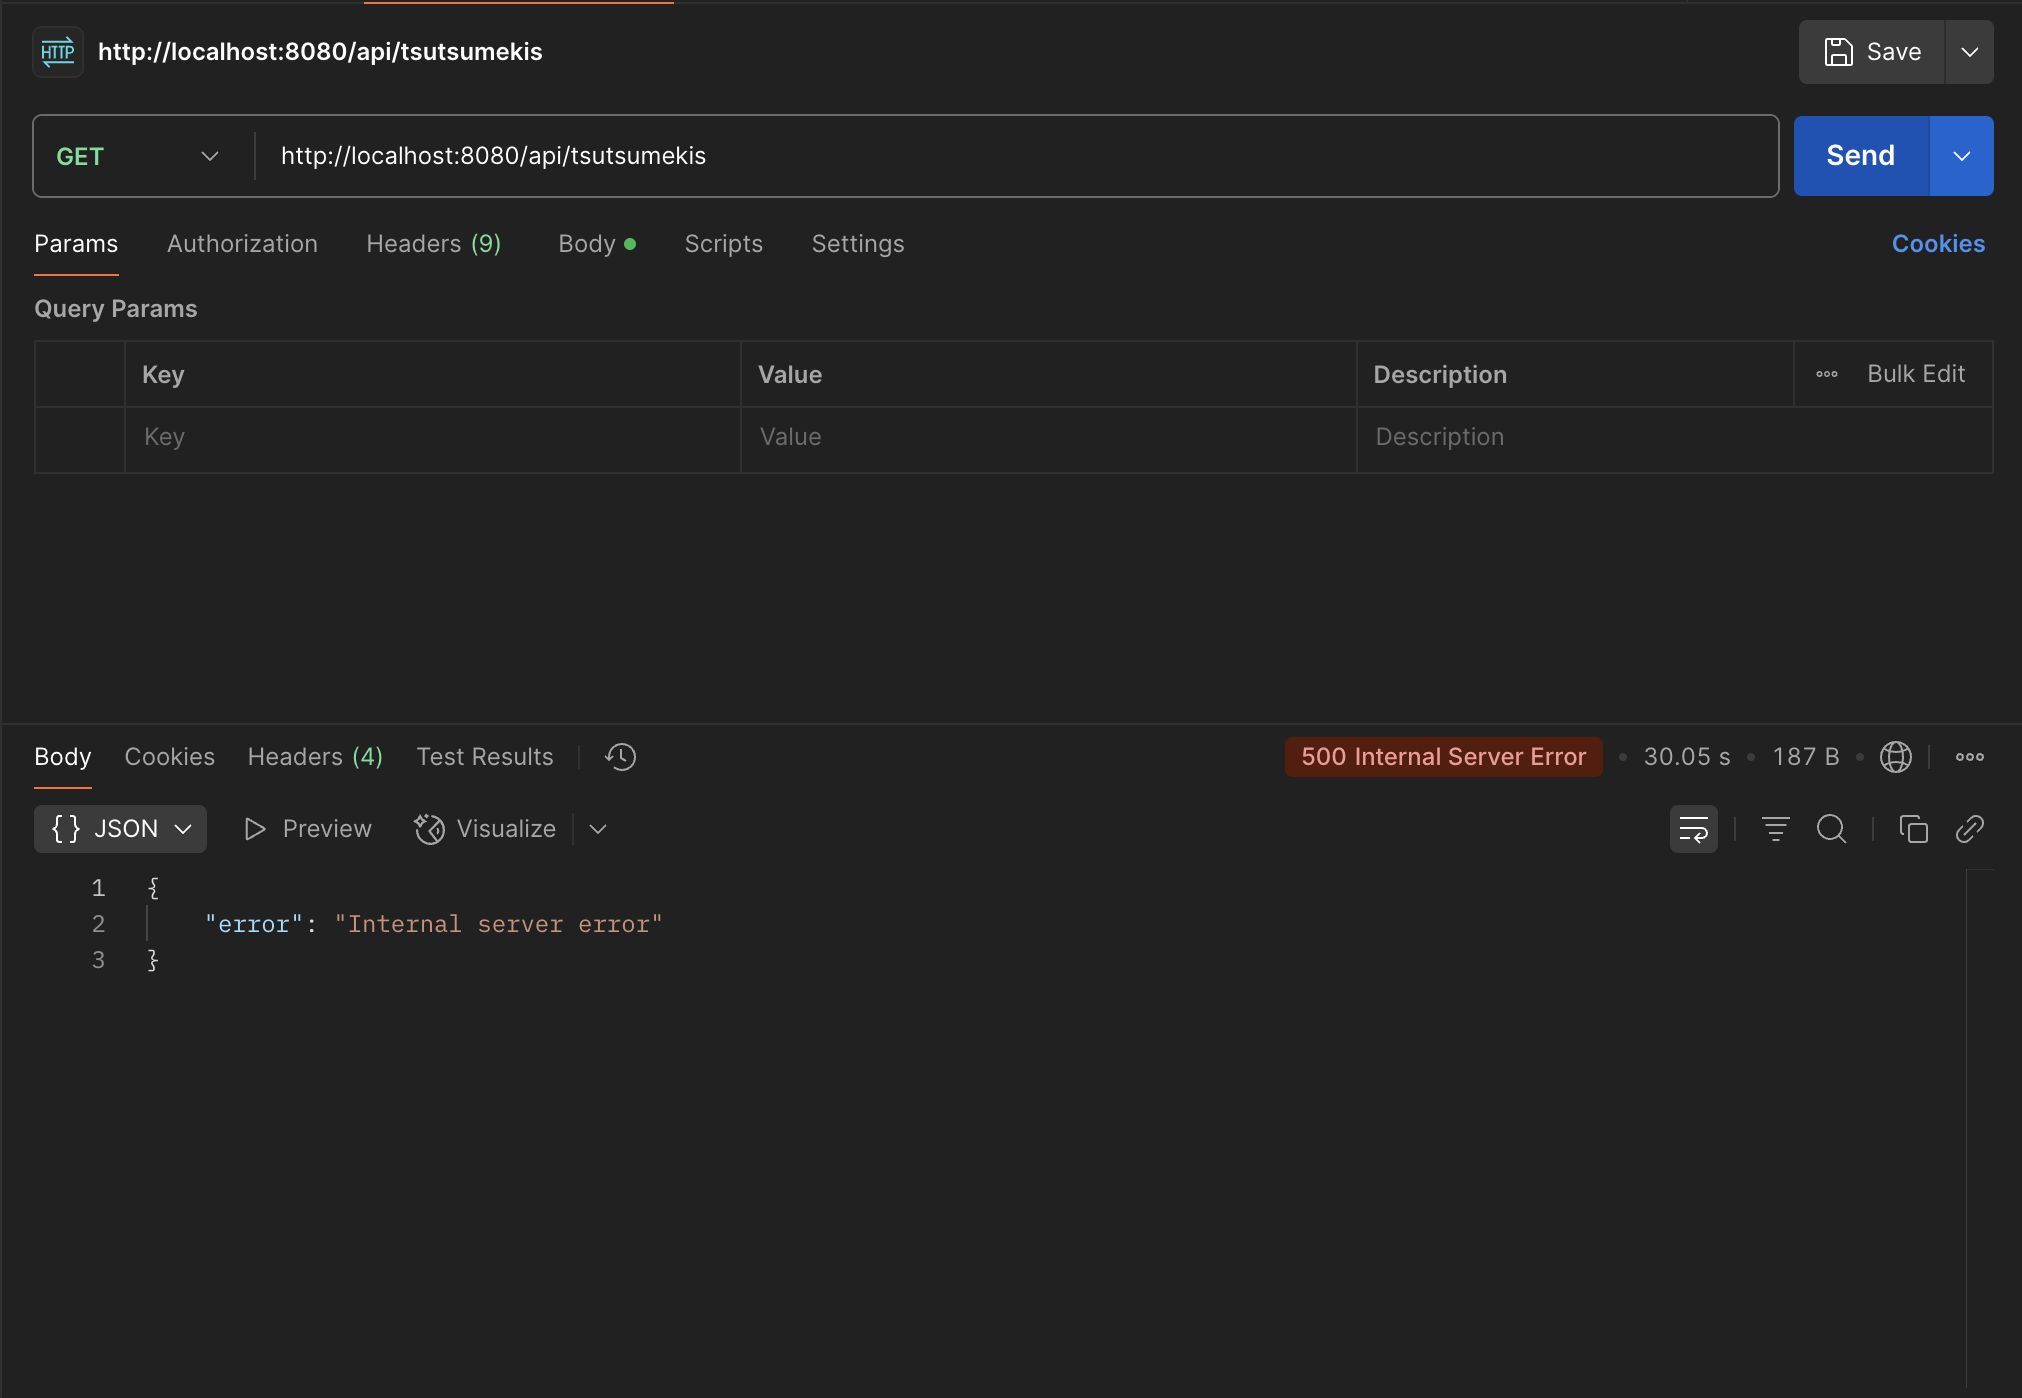 HTTP http://localhost:8080/api/tsutsumekis Save
GET http://localhost:8080/api/tsutsumekis Send
Params Authorization Headers (9) Body Scripts Settings Cookies
Query Params
Key Value Description Bulk Edit
Key Value Description
Body Cookies Headers (4) Test Results 500 Internal Server Error • 30.05 s • 187 B •
{} JSON Preview Visualize
1 {
2 "error": "Internal server error"
3 }